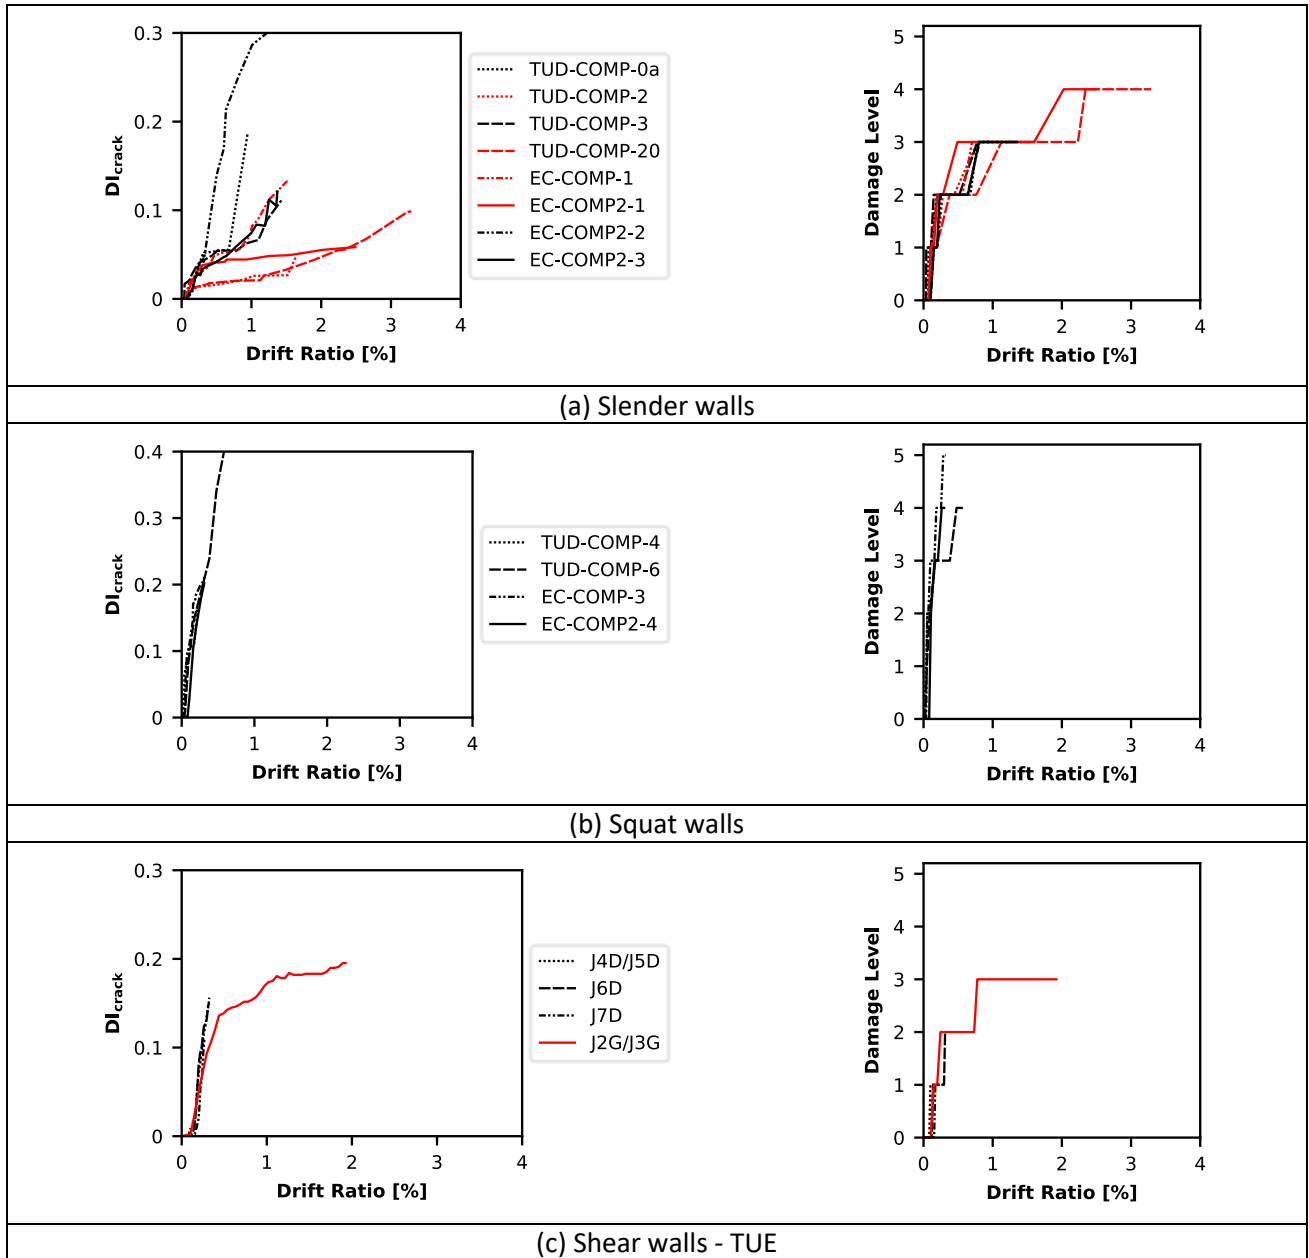 0.3
0.2
0.1
0
DIcrack
0 1 2 3 4
Drift Ratio [%]
TUD-COMP-0a
TUD-COMP-2
TUD-COMP-3
TUD-COMP-20
EC-COMP-1
EC-COMP2-1
EC-COMP2-2
EC-COMP2-3
5
4
3
2
1
0
Damage Level
0 1 2 3 4
Drift Ratio [%]
(a) Slender walls
0.4
0.3
0.2
0.1
0
DIcrack
0 1 2 3 4
Drift Ratio [%]
TUD-COMP-4
TUD-COMP-6
EC-COMP-3
EC-COMP2-4
5
4
3
2
1
0
Damage Level
0 1 2 3 4
Drift Ratio [%]
(b) Squat walls
0.3
0.2
0.1
0
DIcrack
0 1 2 3 4
Drift Ratio [%]
J4D/J5D
J6D
J7D
J2G/J3G
5
4
3
2
1
0
Damage Level
0 1 2 3 4
Drift Ratio [%]
(c) Shear walls - TUE